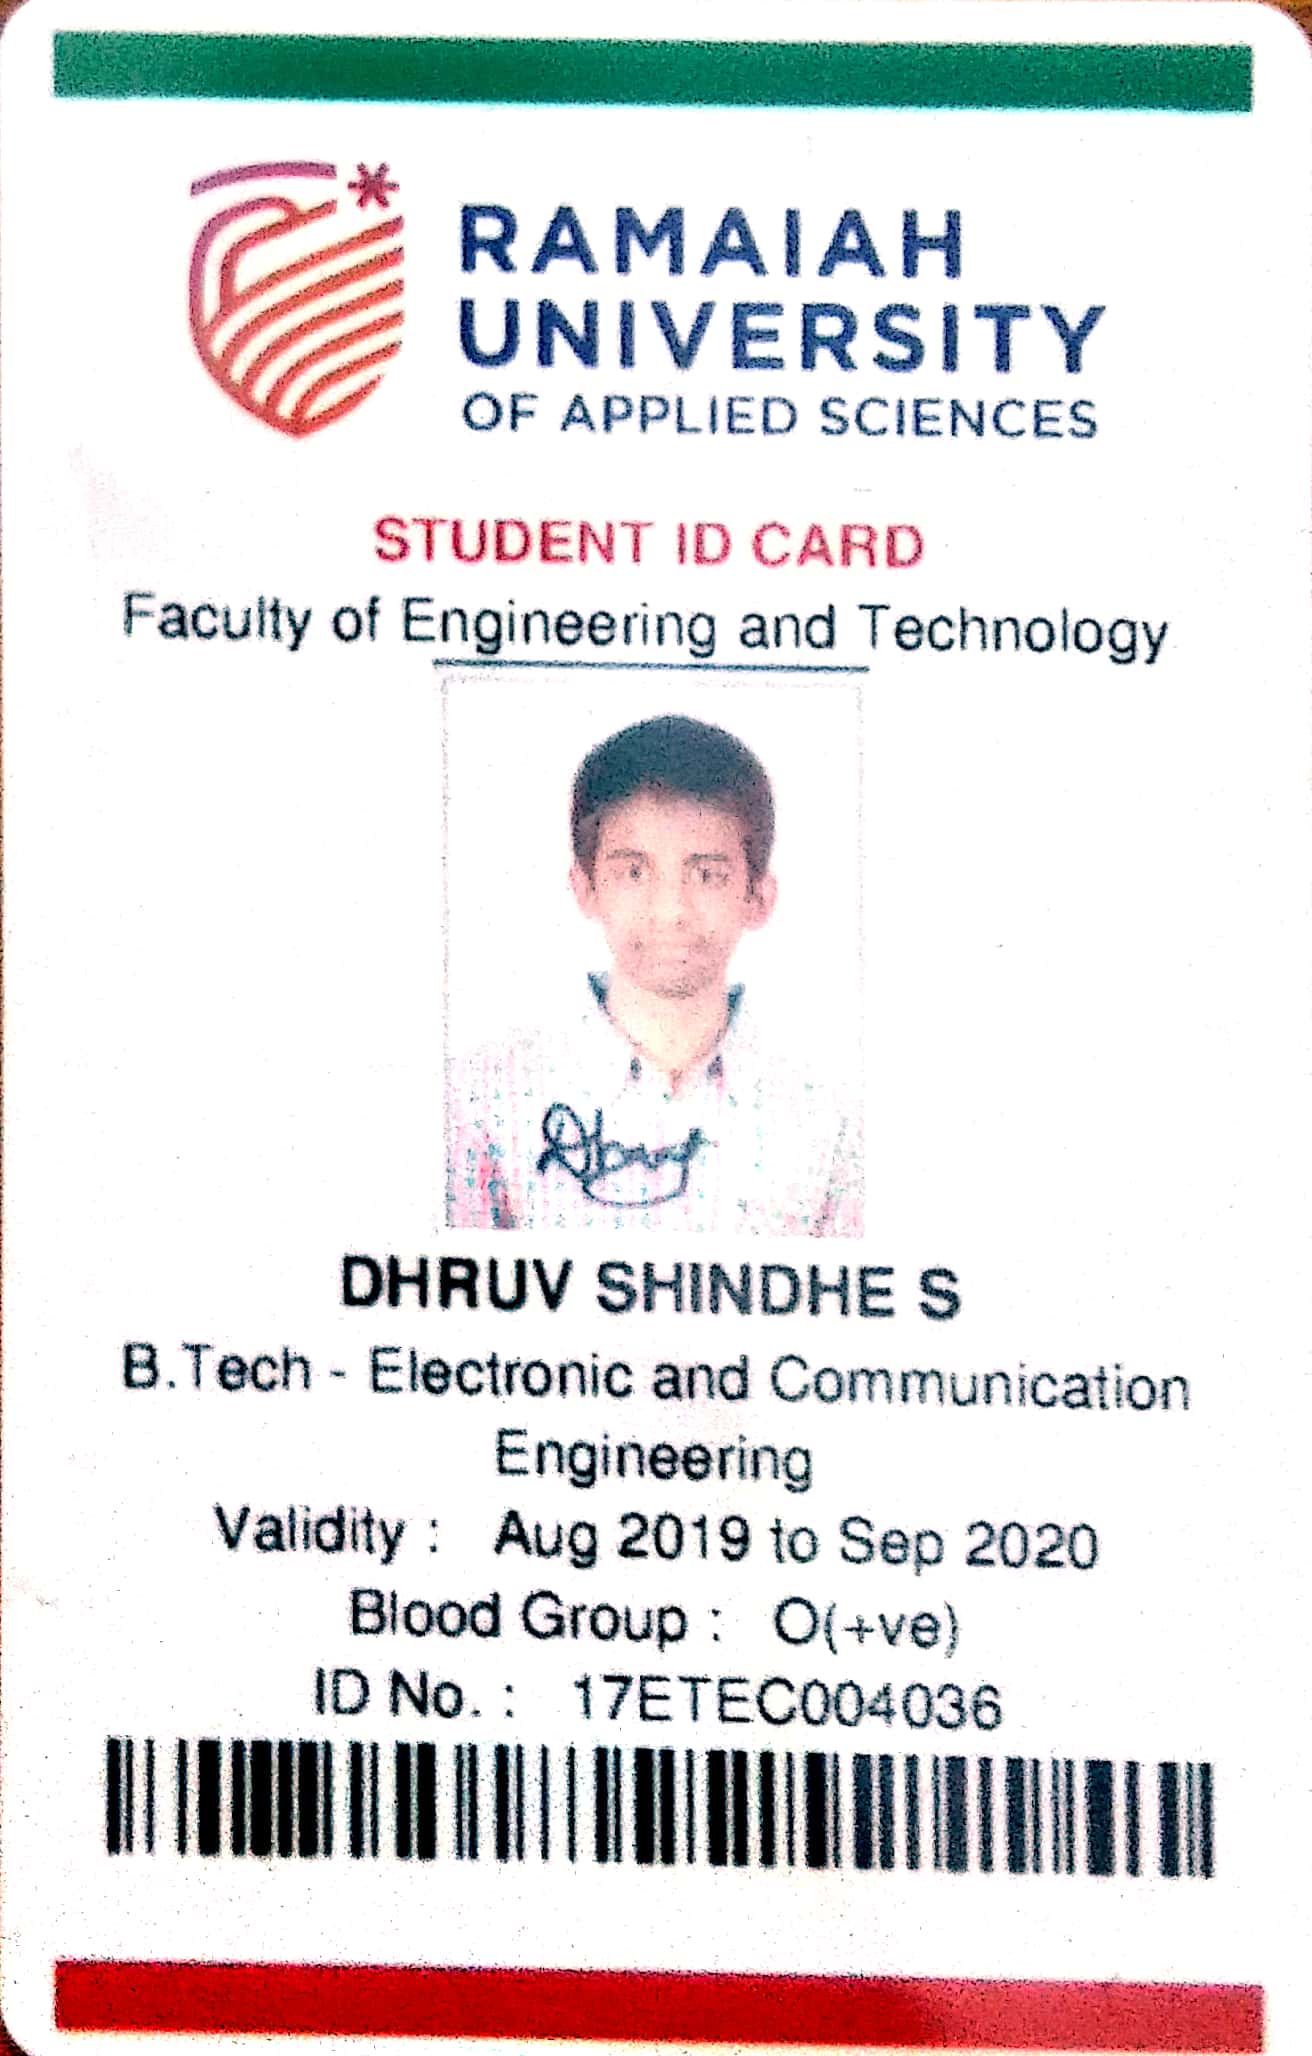 RAMAIAH
UNIVERSITY
OF APPLIED SCIENCES
STUDENT ID CARD
Faculty of Engineering and Technology
DHRUV SHINDHE S
B.Tech - Electronic and Communication
Engineering
Validity : Aug 2019 to Sep 2020
Blood Group : O(+ve)
ID No. : 17ETEC004036